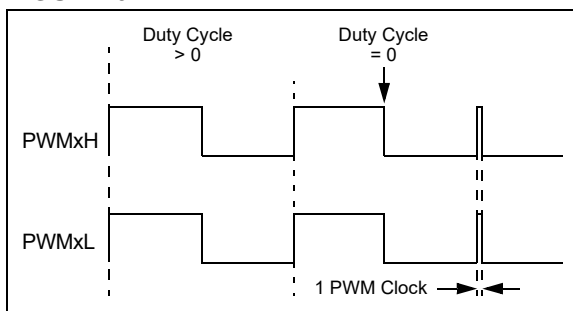 Duty Cycle
> 0
Duty Cycle
= 0
PWMxH
PWMxL
1 PWM Clock